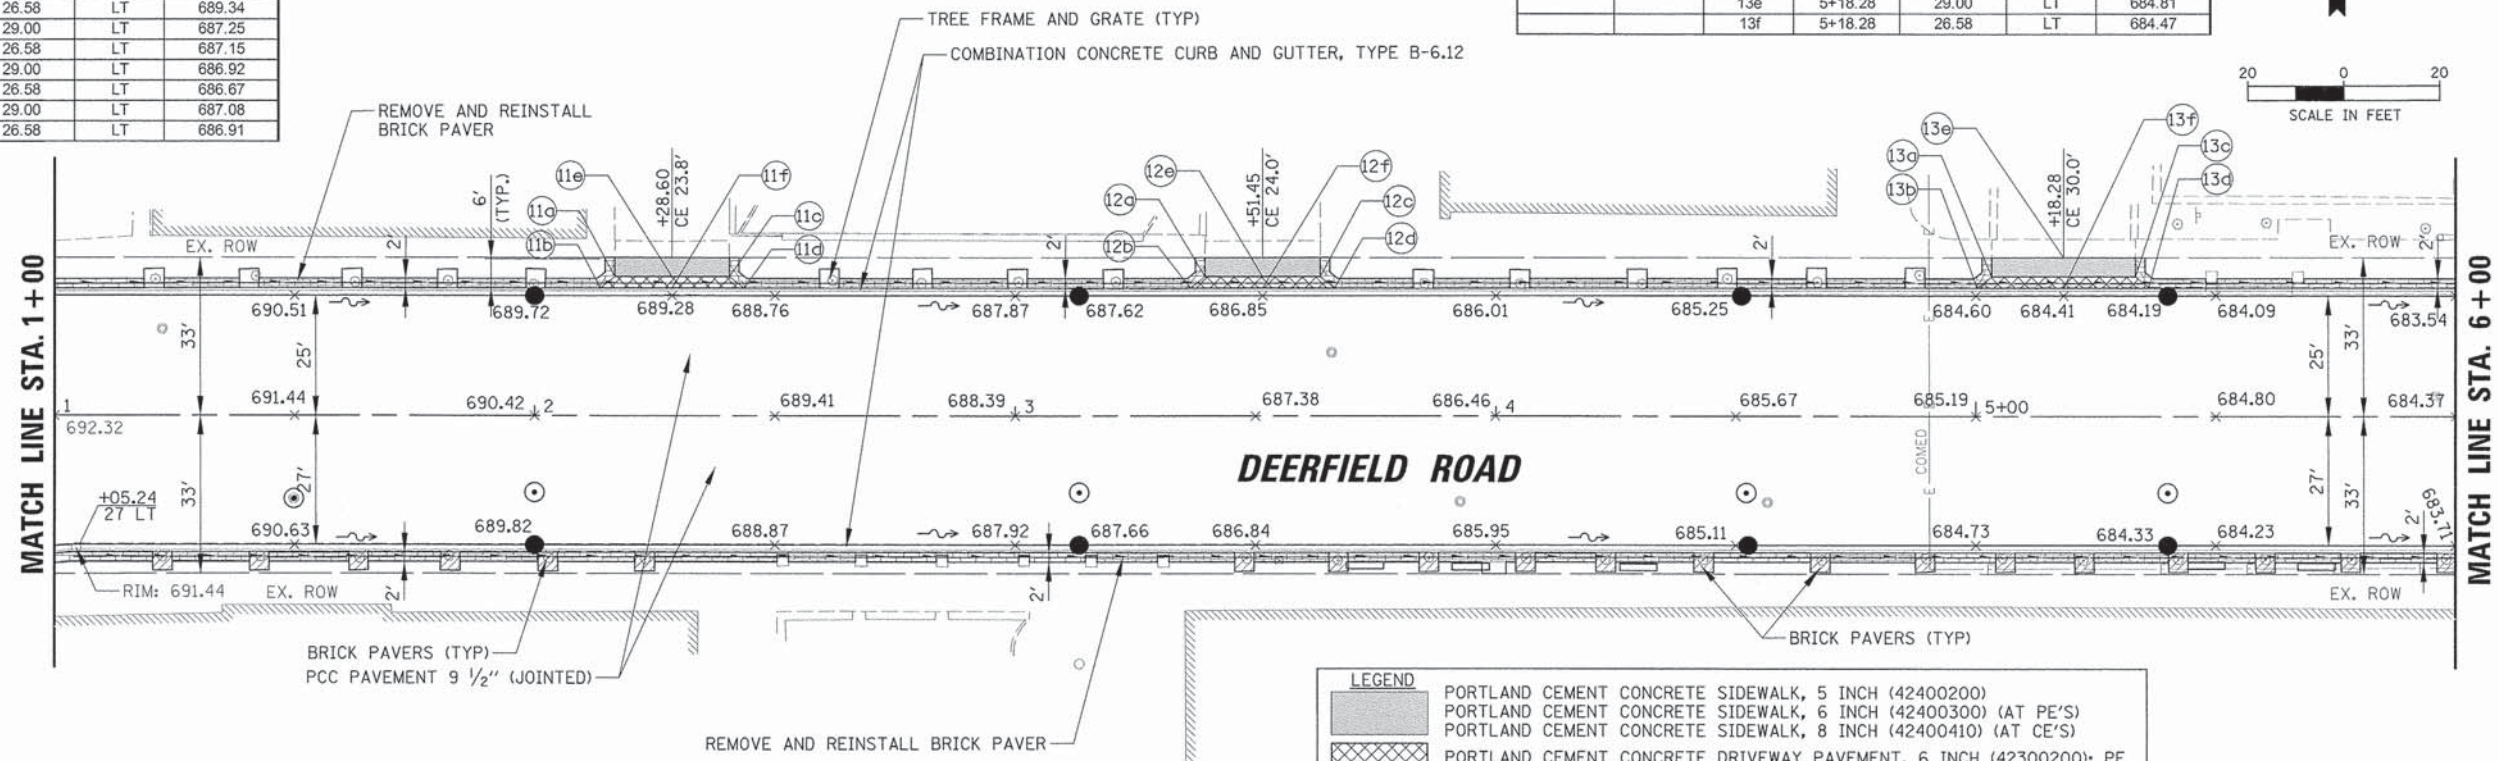 26.58 LT 689.34
29.00 LT 687.25
26.58 LT 687.15
29.00 LT 686.92
26.58 LT 686.67
29.00 LT 687.08
26.58 LT 686.91
13e 5+18.28 29.00 LT 684.81
13f 5+18.28 26.58 LT 684.47
TREE FRAME AND GRATE (TYP)
COMBINATION CONCRETE CURB AND GUTTER, TYPE B-6.12
20 0 20
SCALE IN FEET
REMOVE AND REINSTALL
BRICK PAVER
6'
(TYP.)
11e
11f
11a
11b
11c
11d
+28.60
CE 23.8'
12e
12f
12a
12b
12c
12d
+51.45
CE 24.0'
13e
13f
13a
13b
13c
13d
+18.28
CE 30.0'
EX. ROW
2'
2'
2'
EX. ROW
2'
MATCH LINE STA. 1+00
MATCH LINE STA. 6+00
690.51 689.72 689.28 688.76 687.87 687.62 686.85 686.01 685.25 684.60 684.41 684.19 684.09 683.54
33'
25'
25'
33'
1 691.44 690.42 2 689.41 688.39 3 687.38 686.46 4 685.67 685.19 5+00 684.80 684.37
692.32
DEERFIELD ROAD
E COMED E E
+05.24
27 LT
33'
27'
27'
33'
690.63 689.82 688.87 687.92 687.66 686.84 685.95 685.11 684.73 684.33 684.23 683.71
2'
2'
2'
RIM: 691.44
EX. ROW
EX. ROW
BRICK PAVERS (TYP)
PCC PAVEMENT 9 1/2" (JOINTED)
BRICK PAVERS (TYP)
REMOVE AND REINSTALL BRICK PAVER
LEGEND
PORTLAND CEMENT CONCRETE SIDEWALK, 5 INCH (42400200)
PORTLAND CEMENT CONCRETE SIDEWALK, 6 INCH (42400300) (AT PE'S)
PORTLAND CEMENT CONCRETE SIDEWALK, 8 INCH (42400410) (AT CE'S)
PORTLAND CEMENT CONCRETE DRIVEWAY PAVEMENT, 6 INCH (42300200): PE